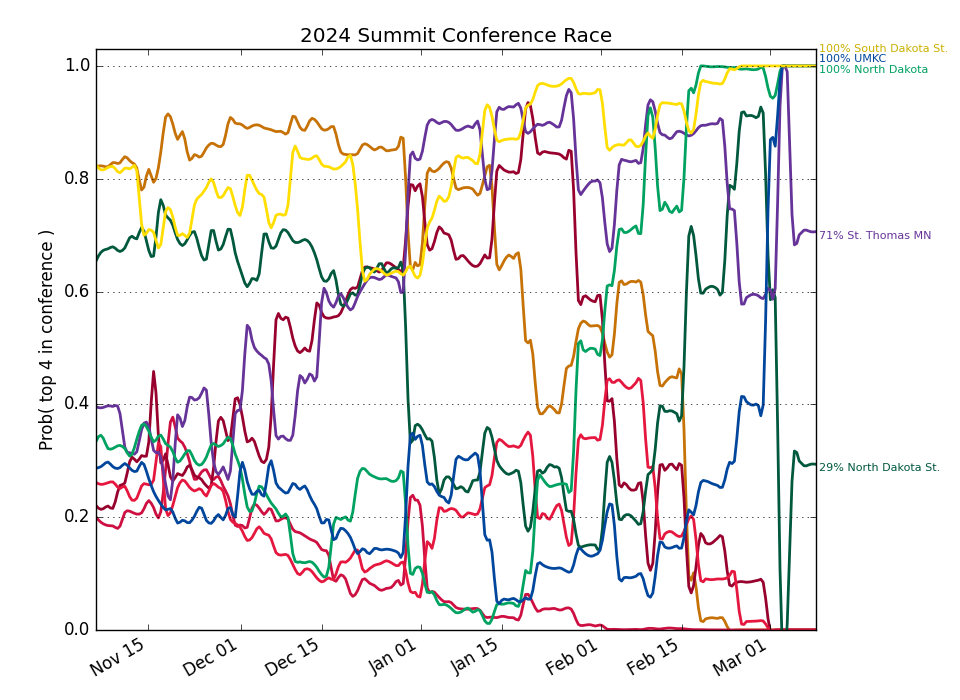 2024 Summit Conference Race
100% South Dakota St.
100% UMKC
100% North Dakota
71% St. Thomas MN
29% North Dakota St.
Prob( top 4 in conference )
1.0
0.8
0.6
0.4
0.2
0.0
Nov 15
Dec 01
Dec 15
Jan 01
Jan 15
Feb 01
Feb 15
Mar 01